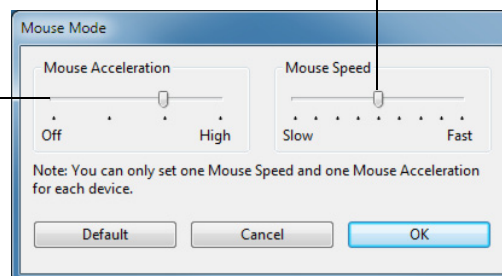 Mouse Mode
Mouse Acceleration
Mouse Speed
Off
High
Slow
Fast
Note: You can only set one Mouse Speed and one Mouse Acceleration
for each device.
Default
Cancel
OK